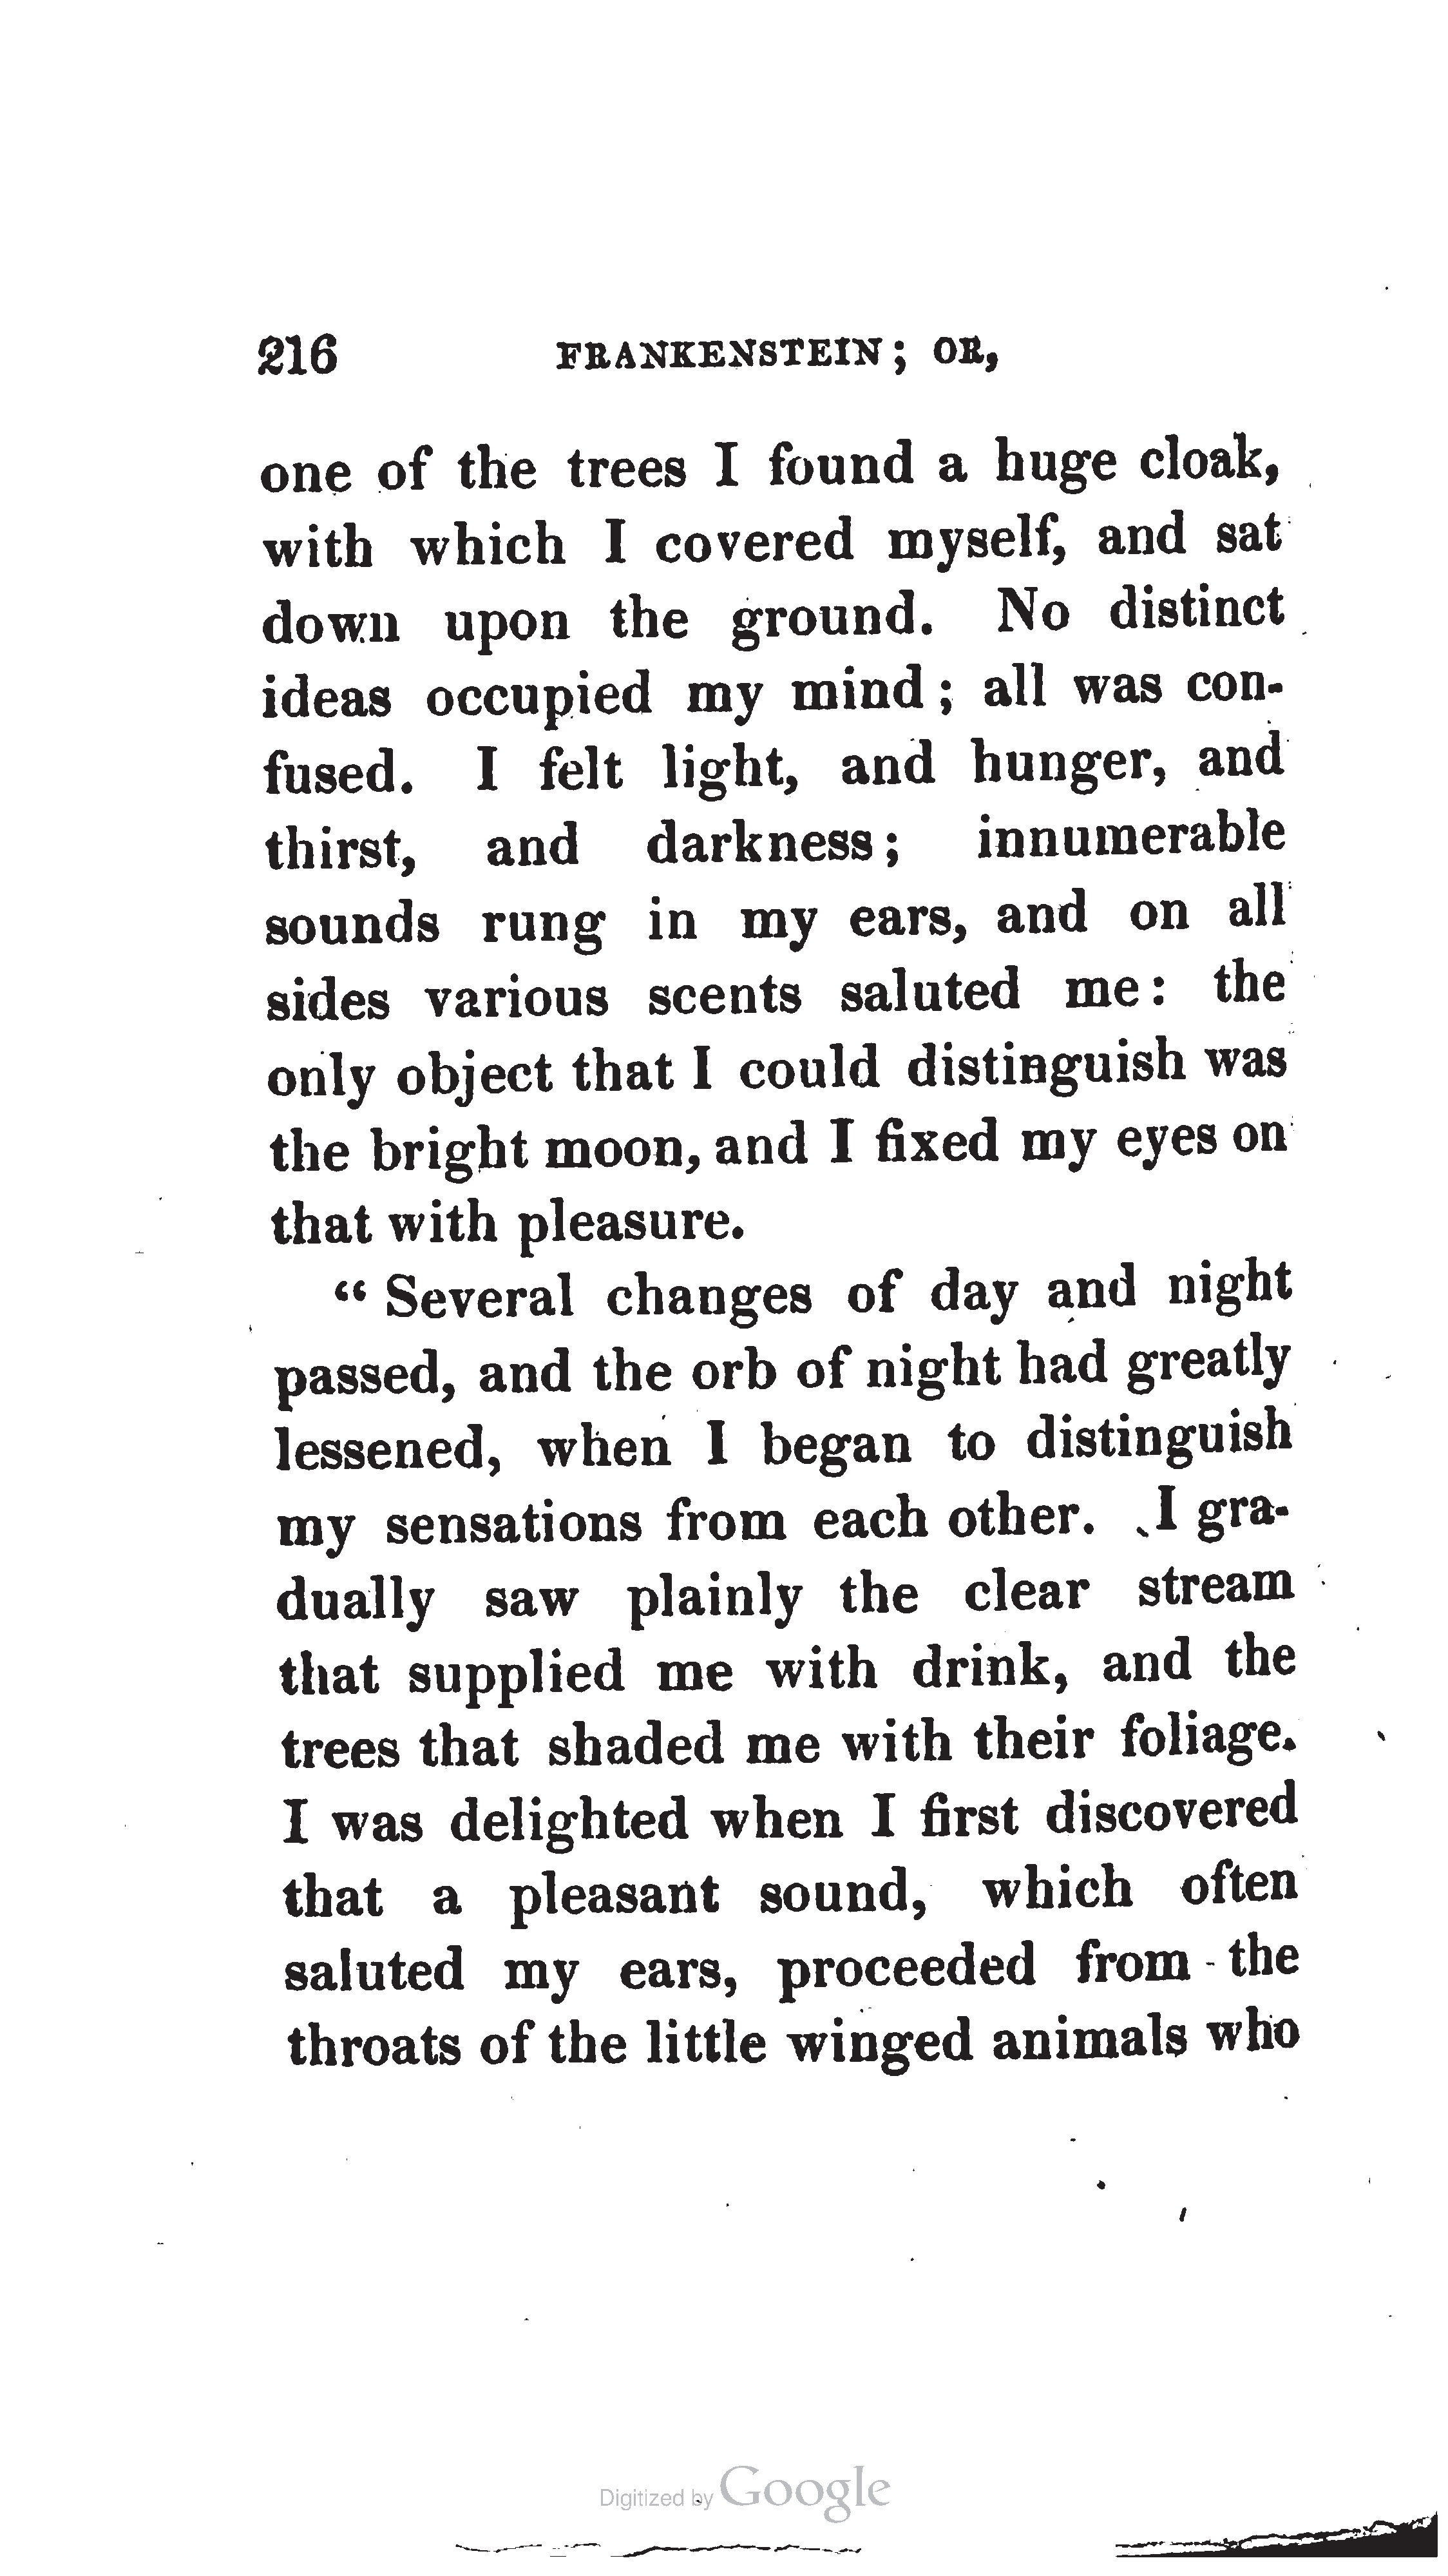 216 FRANKENSTEIN; OR,
one of the trees I found a huge cloak,
with which I covered myself, and sat
down upon the ground. No distinct
ideas occupied my mind; all was con-
fused. I felt light, and hunger, and
thirst, and darkness; innumerable
sounds rung in my ears, and on all
sides various scents saluted me: the
only object that I could distinguish was
the bright moon, and I fixed my eyes on
that with pleasure.
“ Several changes of day and night
passed, and the orb of night had greatly
lessened, when I began to distinguish
my sensations from each other. I gra-
dually saw plainly the clear stream
that supplied me with drink, and the
trees that shaded me with their foliage.
I was delighted when I first discovered
that a pleasant sound, which often
saluted my ears, proceeded from the
throats of the little winged animals who
Digitized by Google